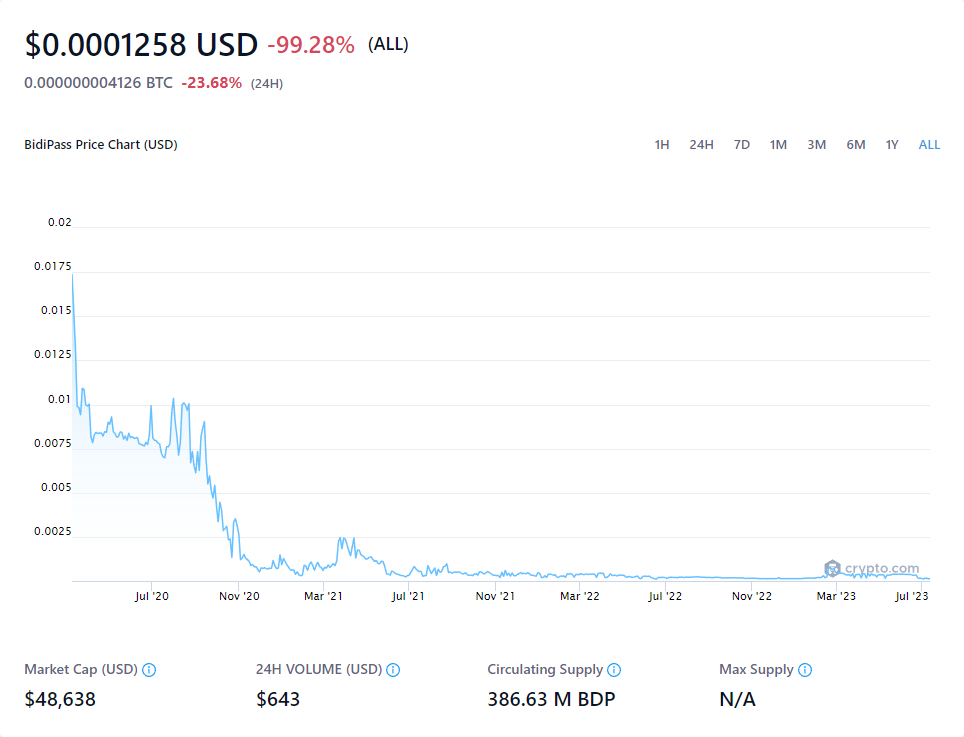 $0.0001258 USD -99.28% (ALL)
0.000000004126 BTC -23.68% (24H)
BidiPass Price Chart (USD) 1H 24H 7D 1M 3M 6M 1Y ALL
0.02
0.0175
0.015
0.0125
0.01
0.0075
0.005
0.0025
crypto.com
Jul '20 Nov '20 Mar '21 Jul '21 Nov '21 Mar '22 Jul '22 Nov '22 Mar '23 Jul '23
Market Cap (USD) 24H VOLUME (USD) Circulating Supply Max Supply
$48,638 $643 386.63 M BDP N/A